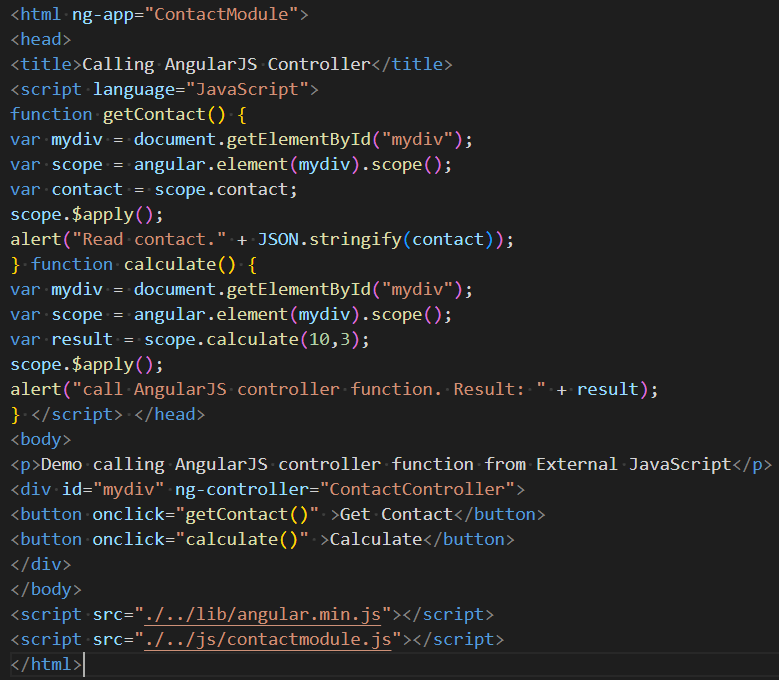 <html ng-app="ContactModule">
<head>
<title>Calling AngularJS Controller</title>
<script language="JavaScript">
function getContact() {
var mydiv = document.getElementById("mydiv");
var scope = angular.element(mydiv).scope();
var contact = scope.contact;
scope.$apply();
alert("Read contact." + JSON.stringify(contact));
} function calculate() {
var mydiv = document.getElementById("mydiv");
var scope = angular.element(mydiv).scope();
var result = scope.calculate(10,3);
scope.$apply();
alert("call AngularJS controller function. Result: " + result);
} </script> </head>
<body>
<p>Demo calling AngularJS controller function from External JavaScript</p>
<div id="mydiv" ng-controller="ContactController">
<button onclick="getContact()" >Get Contact</button>
<button onclick="calculate()" >Calculate</button>
</div>
</body>
<script src="./../lib/angular.min.js"></script>
<script src="./../js/contactmodule.js"></script>
</html>